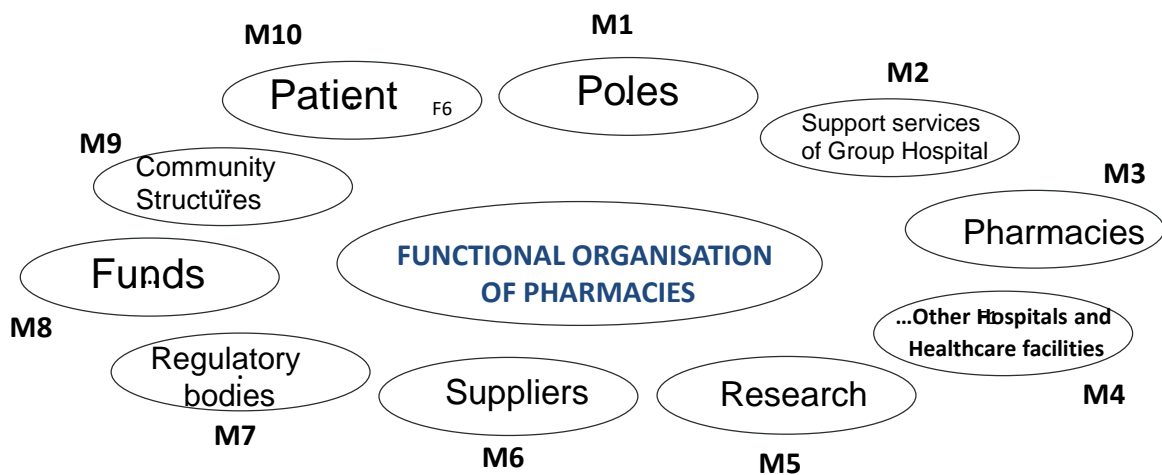 M10
Patient F6
M1
Poles
M2
Support services
of Group Hospital
M3
Pharmacies
...Other Hospitals and
Healthcare facilities
M4
Research
M5
Suppliers
M6
Regulatory
bodies
M7
Funds
M8
M9
Community
Structures
FUNCTIONAL ORGANISATION
OF PHARMACIES